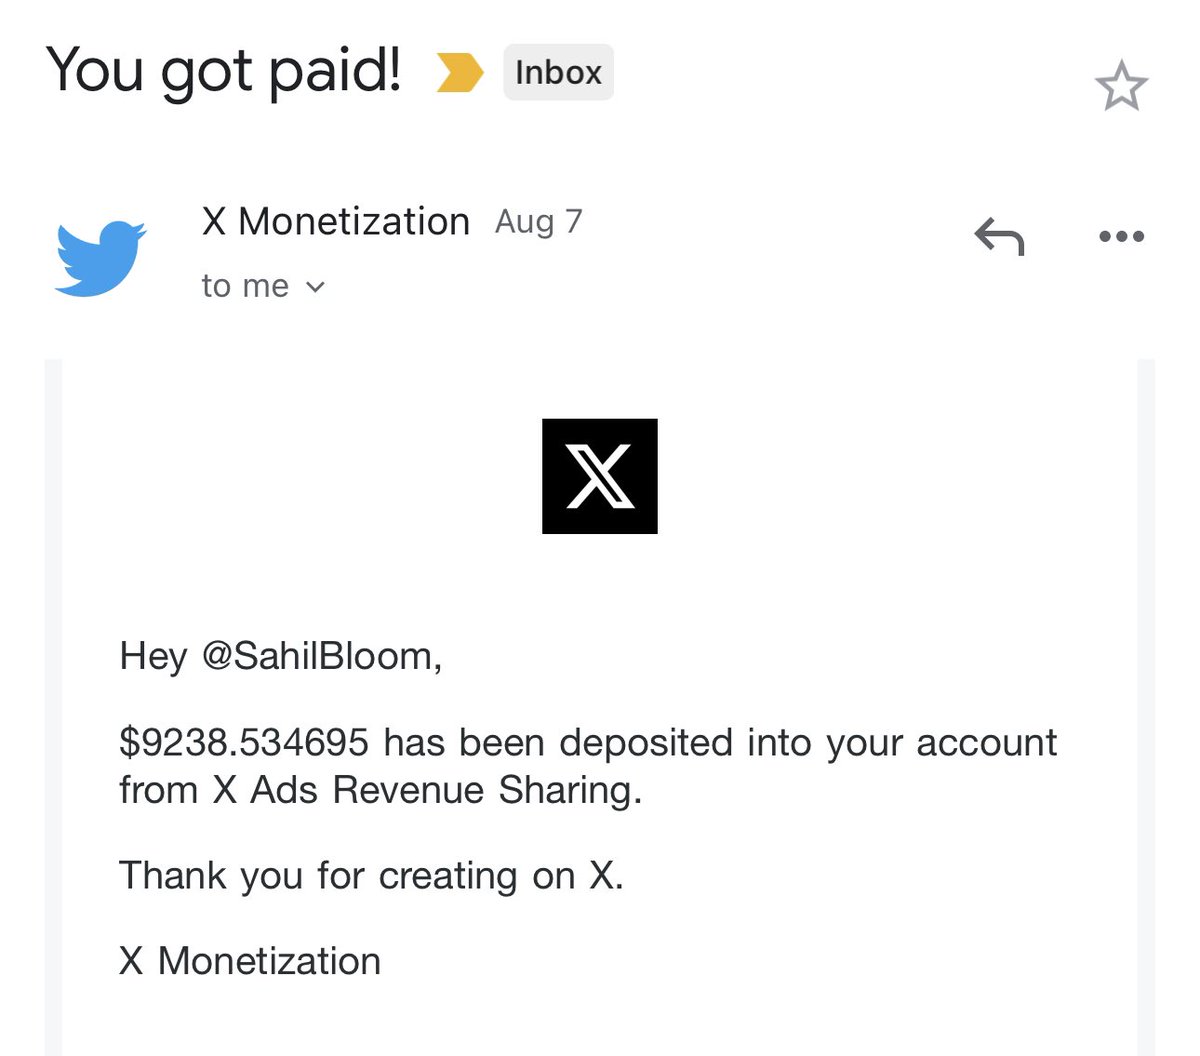 You got paid! Inbox
X Monetization Aug 7
to me
X
Hey @SahilBloom,
$9238.534695 has been deposited into your account
from X Ads Revenue Sharing.
Thank you for creating on X.
X Monetization